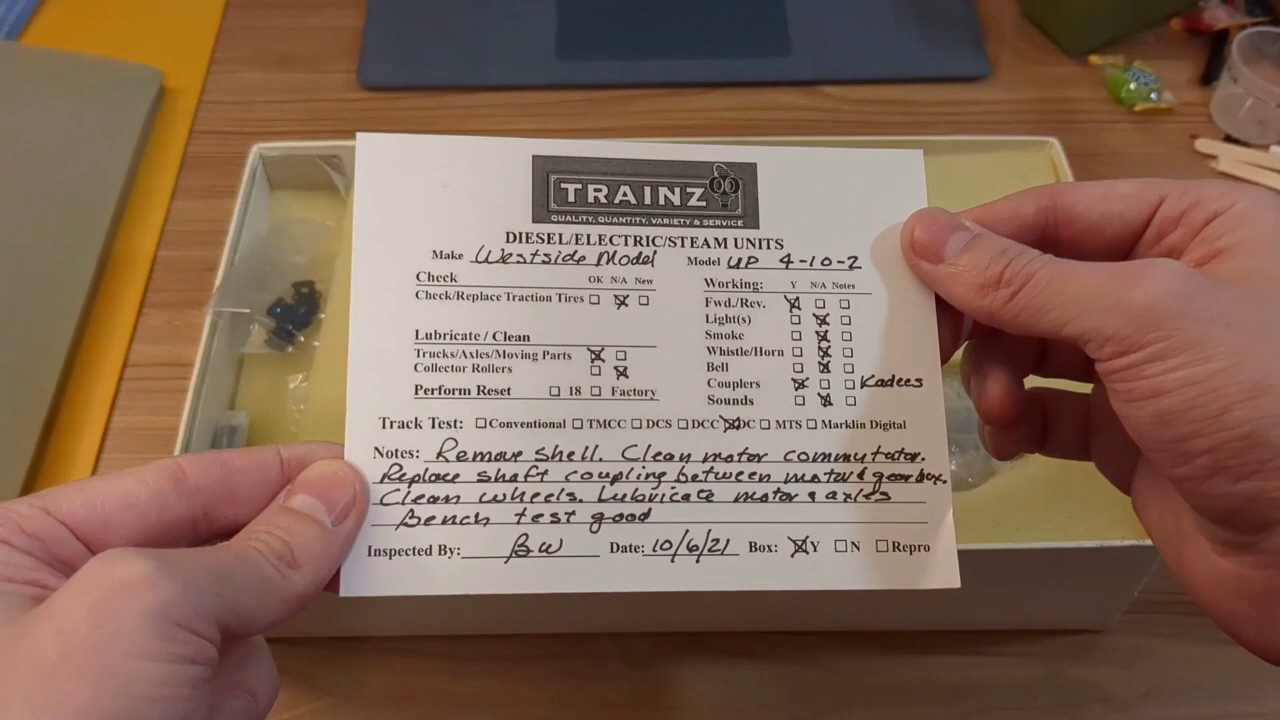 TRAINZ
QUALITY, QUANTITY, VARIETY & SERVICE
DIESEL/ELECTRIC/STEAM UNITS
Make Westside Model Model UP 4-10-2
Check OK N/A New
Check/Replace Traction Tires
Lubricate / Clean
Trucks/Axles/Moving Parts
Collector Rollers
Perform Reset 18 Factory
Working: Y N/A Notes
Fwd./Rev.
Light(s)
Smoke
Whistle/Horn
Bell
Couplers Kadees
Sounds
Track Test: Conventional TMCC DCS DCC DC MTS Marklin Digital
Notes: Remove shell. Clean motor commutator.
Replace shaft coupling between motor & gearbox.
Clean wheels. Lubricate motor & axles
Bench test good
Inspected By: BW Date: 10/6/21 Box: Y N Repro